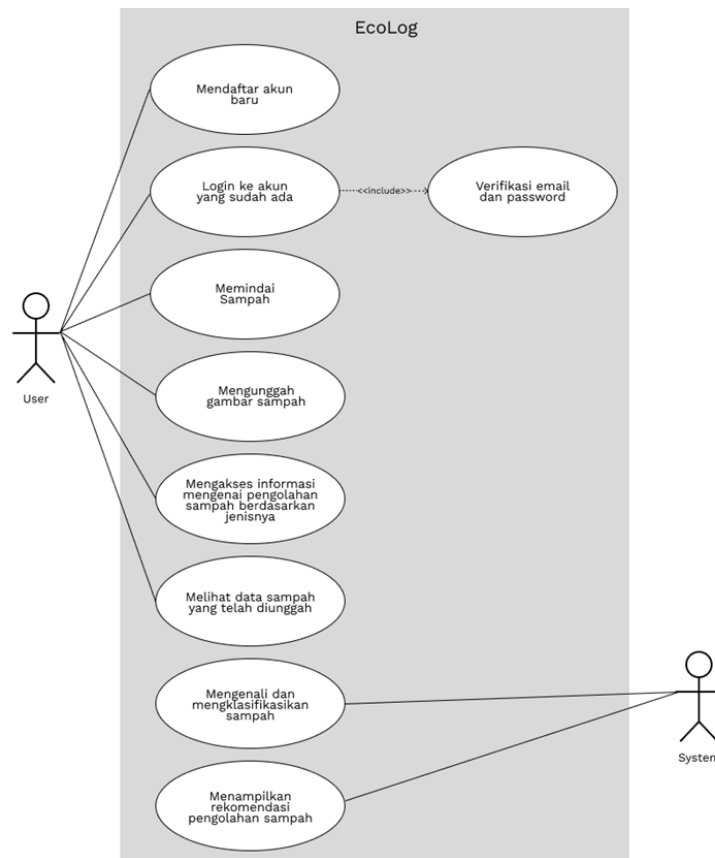 EcoLog
Mendaftar akun
baru
Login ke akun
yang sudah ada
<<include>>
Verifikasi email
dan password
Memindai
Sampah
User
Mengunggah
gambar sampah
Mengakses informasi
mengenai pengolahan
sampah berdasarkan
jenisnya
Melihat data sampah
yang telah diunggah
Mengenali dan
mengklasifikasikan
sampah
System
Menampilkan
rekomendasi
pengolahan sampah